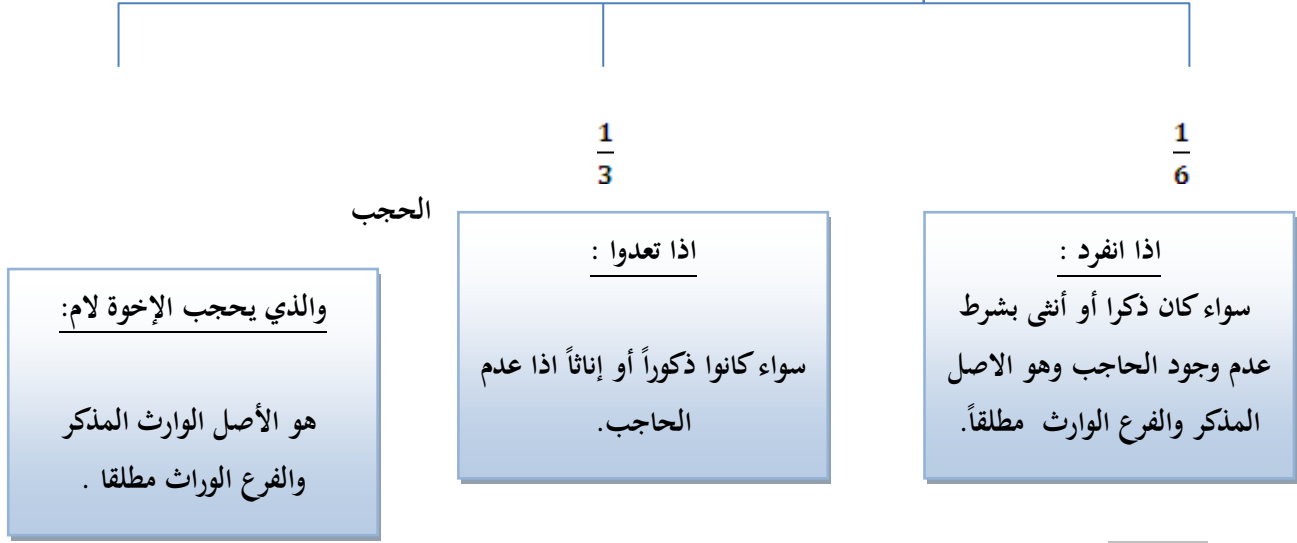 1/6
اذا انفرد :
سواء كان ذكرا أو أنثى بشرط
عدم وجود الحاجب وهو الاصل
المذكر والفرع الوارث مطلقاً.
1/3
اذا تعدوا :
سواء كانوا ذكوراً أو إناثاً اذا عدم
الحاجب.
الحجب
والذي يحجب الإخوة لام:
هو الأصل الوارث المذكر
والفرع الوراث مطلقا .